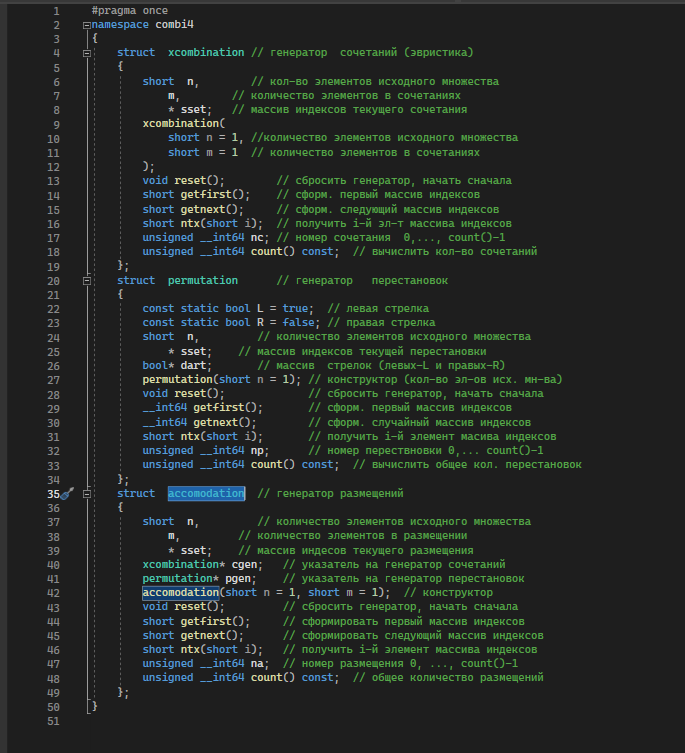 1 #pragma once
2 namespace combi4
3 {
4 struct xcombination // генератор сочетаний (эвристика)
5 {
6 short n, // кол-во элементов исходного множества
7 m, // количество элементов в сочетаниях
8 * sset; // массив индексов текущего сочетания
9 xcombination(
10 short n = 1, //количество элементов исходного множества
11 short m = 1 // количество элементов в сочетаниях
12 );
13 void reset(); // сбросить генератор, начать сначала
14 short getfirst(); // сформ. первый массив индексов
15 short getnext(); // сформ. следующий массив индексов
16 short ntx(short i); // получить i-й эл-т массива индексов
17 unsigned __int64 nc; // номер сочетания 0,..., count()-1
18 unsigned __int64 count() const; // вычислить кол-во сочетаний
19 };
20 struct permutation // генератор перестановок
21 {
22 const static bool L = true; // левая стрелка
23 const static bool R = false; // правая стрелка
24 short n, // количество элементов исходного множества
25 * sset; // массив индексов текущей перестановки
26 bool* dart; // массив стрелок (левых-L и правых-R)
27 permutation(short n = 1); // конструктор (кол-во эл-ов исх. мн-ва)
28 void reset(); // сбросить генератор, начать сначала
29 __int64 getfirst(); // сформ. первый массив индексов
30 __int64 getnext(); // сформ. случайный массив индексов
31 short ntx(short i); // получить i-й элемент масива индексов
32 unsigned __int64 np; // номер перествновки 0,... count()-1
33 unsigned __int64 count() const; // вычислить общее кол. перестановок
34 };
35 struct accomodation // генератор размещений
36 {
37 short n, // количество элементов исходного множества
38 m, // количество элементов в размещении
39 * sset; // массив индесов текущего размещения
40 xcombination* cgen; // указатель на генератор сочетаний
41 permutation* pgen; // указатель на генератор перестановок
42 accomodation(short n = 1, short m = 1); // конструктор
43 void reset(); // сбросить генератор, начать сначала
44 short getfirst(); // сформировать первый массив индексов
45 short getnext(); // сформировать следующий массив индексов
46 short ntx(short i); // получить i-й элемент массива индексов
47 unsigned __int64 na; // номер размещения 0, ..., count()-1
48 unsigned __int64 count() const; // общее количество размещений
49 };
50 }
51